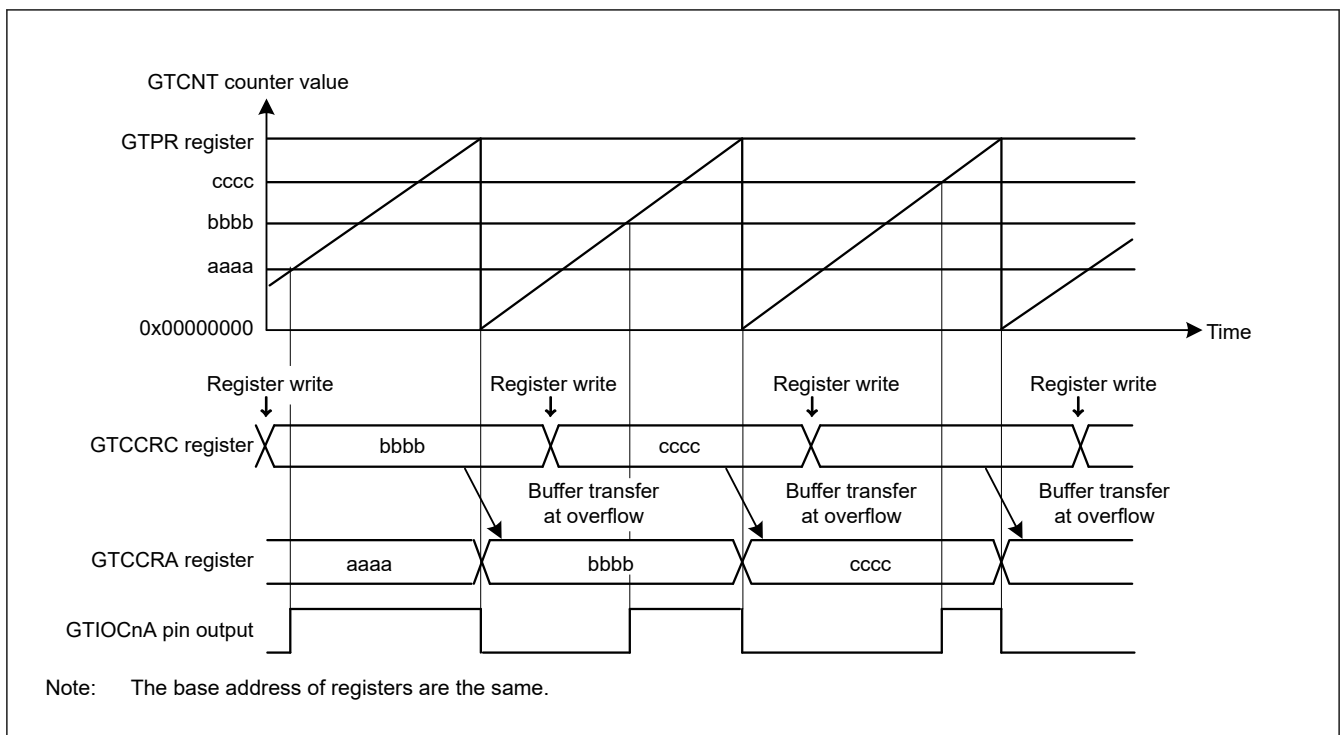 GTCNT counter value
GTPR register
cccc
bbbb
aaaa
0x00000000
Time
Register write Register write Register write Register write
GTCCRC register bbbb cccc
Buffer transfer Buffer transfer Buffer transfer
at overflow at overflow at overflow
GTCCRA register aaaa bbbb cccc
GTIOCnA pin output
Note: The base address of registers are the same.